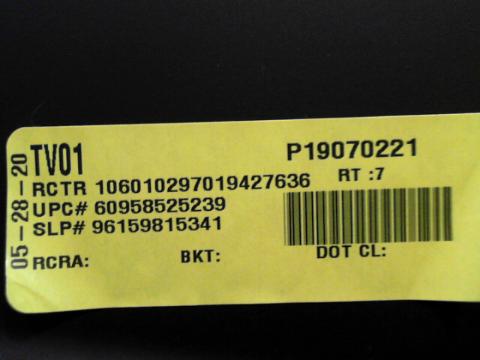 05-28-20
TV01
P19070221
RCTR 106010297019427636
RT :7
UPC# 60958525239
SLP# 96159815341
RCRA:
BKT:
DOT CL: